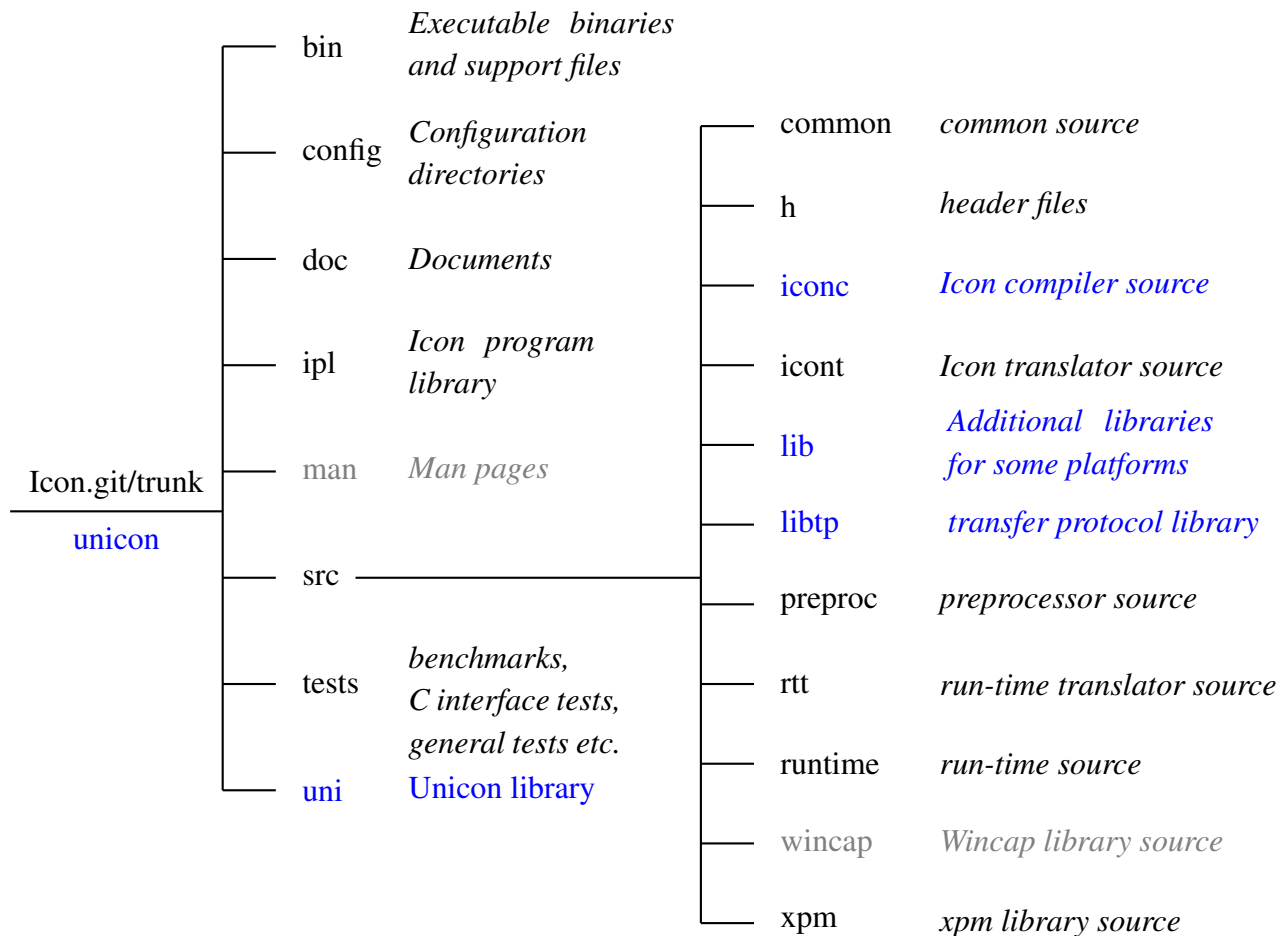 Icon.git/trunk
unicon
bin
Executable binaries
and support files
config
Configuration
directories
doc
Documents
ipl
Icon program
library
man
Man pages
src
tests
benchmarks,
C interface tests,
general tests etc.
uni
Unicon library
common
common source
h
header files
iconc
Icon compiler source
icont
Icon translator source
lib
Additional libraries
for some platforms
libtp
transfer protocol library
preproc
preprocessor source
rtt
run-time translator source
runtime
run-time source
wincap
Wincap library source
xpm
xpm library source